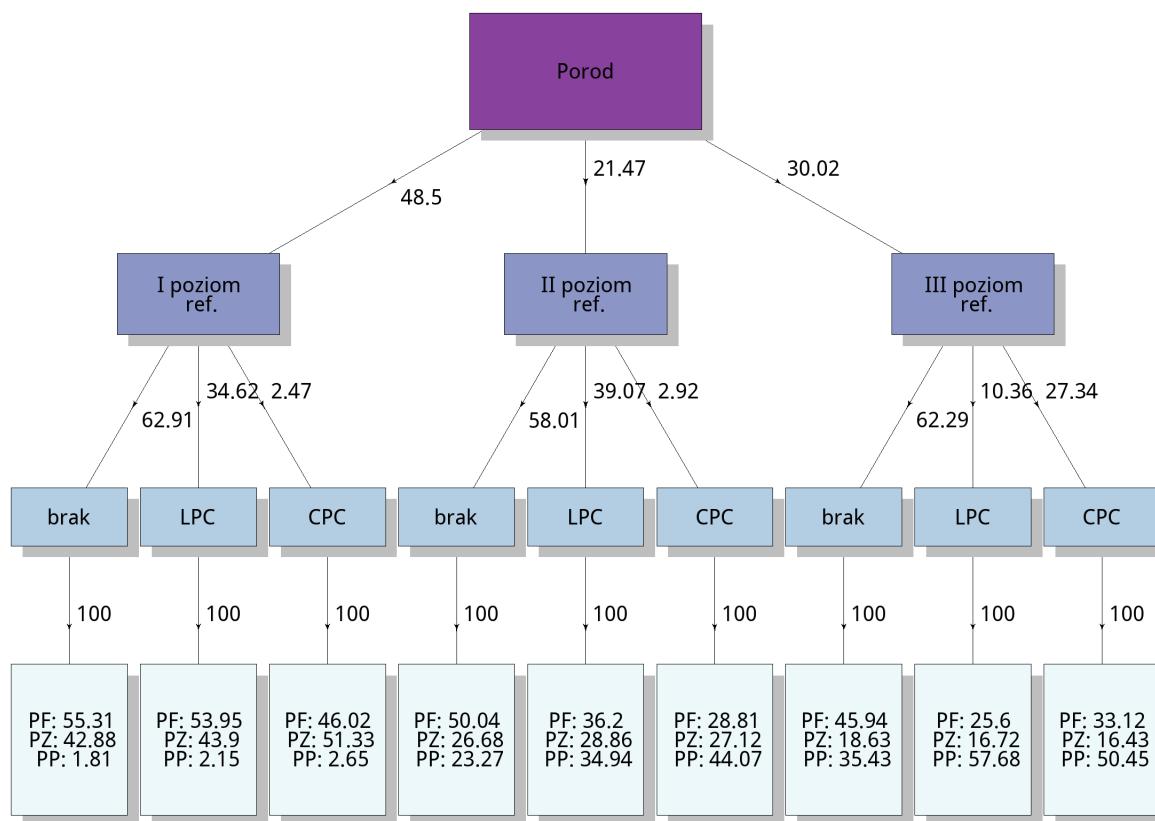 Porod
48.5
21.47
30.02
I poziom
ref.
II poziom
ref.
III poziom
ref.
62.91
34.62
2.47
58.01
39.07
2.92
62.29
10.36
27.34
brak
LPC
CPC
brak
LPC
CPC
brak
LPC
CPC
100
100
100
100
100
100
100
100
100
PF: 55.31
PZ: 42.88
PP: 1.81
PF: 53.95
PZ: 43.9
PP: 2.15
PF: 46.02
PZ: 51.33
PP: 2.65
PF: 50.04
PZ: 26.68
PP: 23.27
PF: 36.2
PZ: 28.86
PP: 34.94
PF: 28.81
PZ: 27.12
PP: 44.07
PF: 45.94
PZ: 18.63
PP: 35.43
PF: 25.6
PZ: 16.72
PP: 57.68
PF: 33.12
PZ: 16.43
PP: 50.45